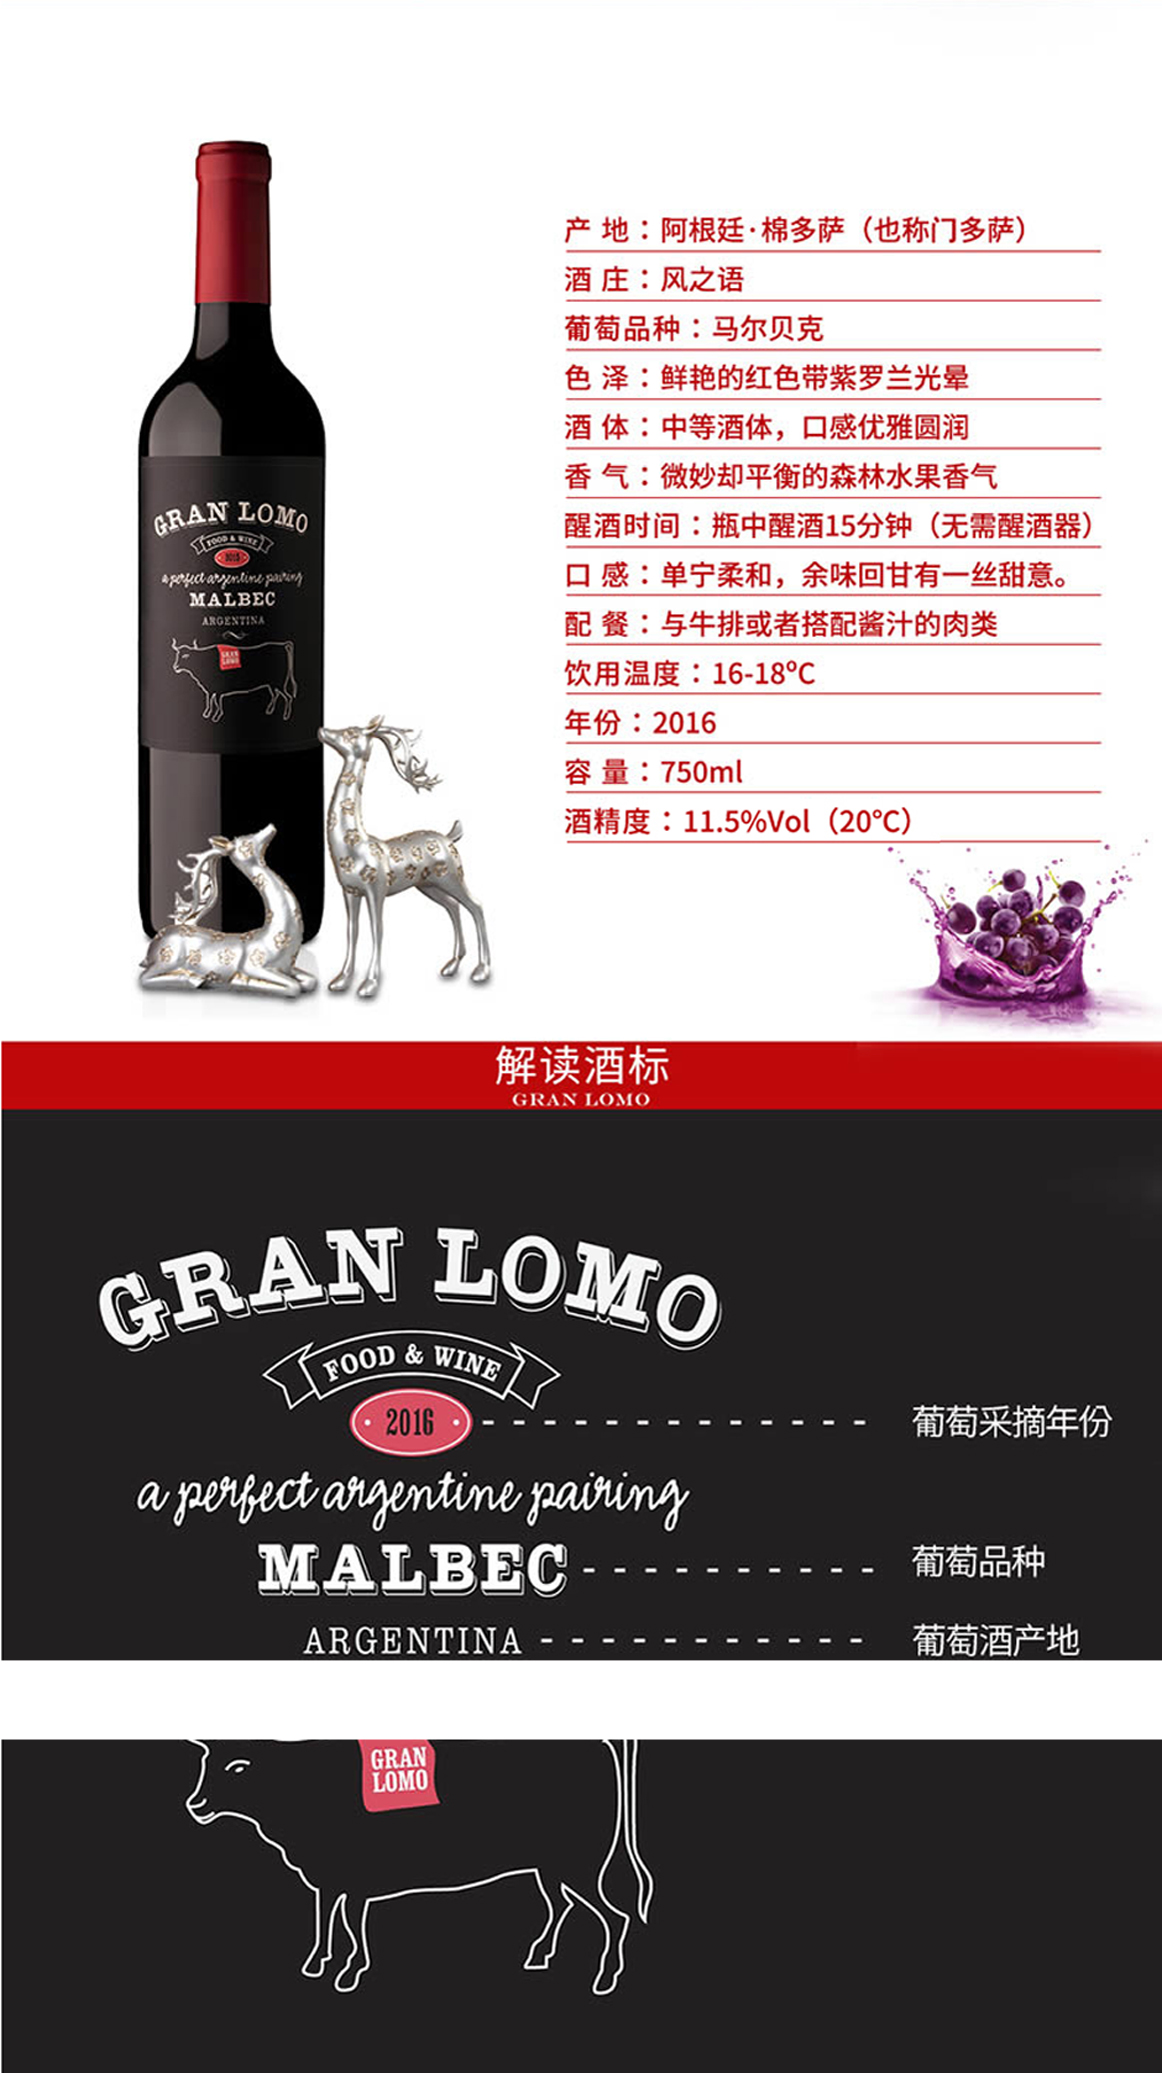 产 地：阿根廷·棉多萨（也称门多萨）
酒 庄：风之语
葡萄品种：马尔贝克
色 泽：鲜艳的红色带紫罗兰光晕
酒 体：中等酒体，口感优雅圆润
香 气：微妙却平衡的森林水果香气
醒酒时间：瓶中醒酒15分钟（无需醒酒器）
口 感：单宁柔和，余味回甘有一丝甜意。
配 餐：与牛排或者搭配酱汁的肉类
饮用温度：16-18ºC
年份：2016
容 量：750ml
酒精度：11.5%Vol（20℃）
GRAN LOMO
FOOD & WINE
a perfect argentine pairing
MALBEC
ARGENTINA
GRAN
LOMO
解读酒标
GRAN LOMO
GRAN LOMO
FOOD & WINE
2016 葡萄采摘年份
a perfect argentine pairing
MALBEC 葡萄品种
ARGENTINA 葡萄酒产地
GRAN
LOMO